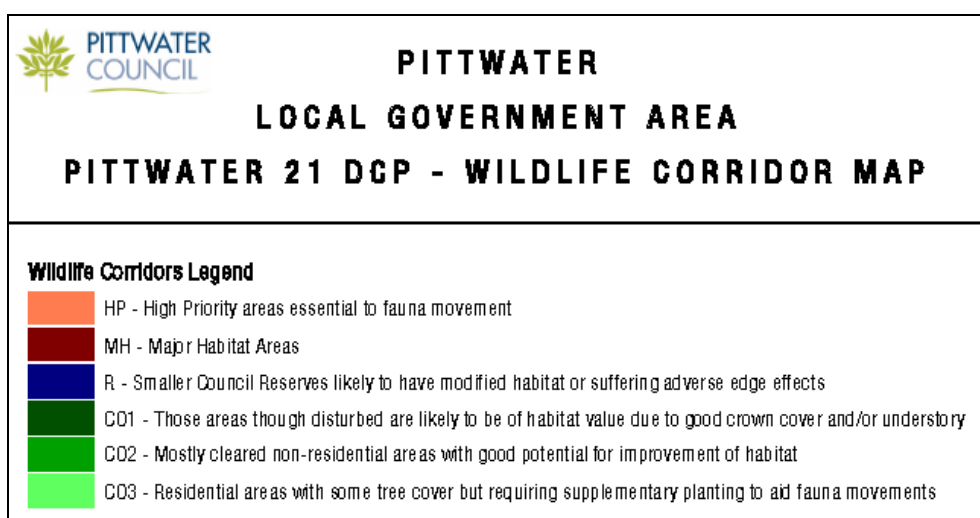 PITTWATER
COUNCIL
PITTWATER
LOCAL GOVERNMENT AREA
PITTWATER 21 DCP - WILDLIFE CORRIDOR MAP
Wildlife Corridors Legend
HP - High Priority areas essential to fauna movement
MH - Major Habitat Areas
R - Smaller Council Reserves likely to have modified habitat or suffering adverse edge effects
CO1 - Those areas though disturbed are likely to be of habitat value due to good crown cover and/or understory
CO2 - Mostly cleared non-residential areas with good potential for improvement of habitat
CO3 - Residential areas with some tree cover but requiring supplementary planting to aid fauna movements